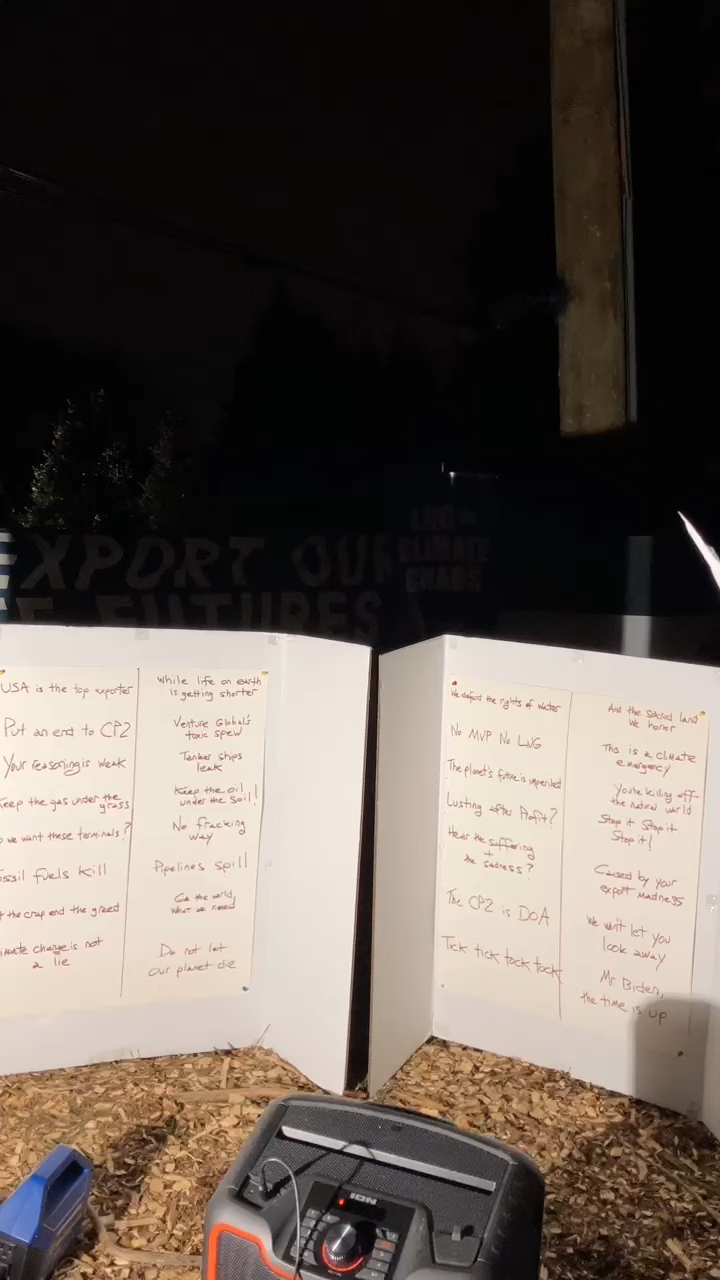 EXPORT OUR
FUTURES
LNG =
CLIMATE
CHAOS
USA is the top exporter
Put an end to CP2
Your reasoning is weak
Keep the gas under the
grass
we want these terminals?
fossil fuels kill
the crap end the greed
climate change is not
a lie
While life on earth
is getting shorter
Venture Global's
toxic spew
Tanker ships
leak
Keep the oil
under the soil!
No fracking
way
Pipelines spill
the world
what we need
Do not let
our planet die
We defend the rights of water
No MVP No LNG
The planet's future is imperiled
Lusting after Profit?
Hear the suffering
+
the sadness?
The CP2 is DOA
Tick tick tock tock
And the sacred land
we honor
This is a climate
emergency
You're killing off
the natural world
Stop it Stop it
Stop it!
Caused by your
export madness
We won't let you
look away
Mr. Biden,
the time is up
ION